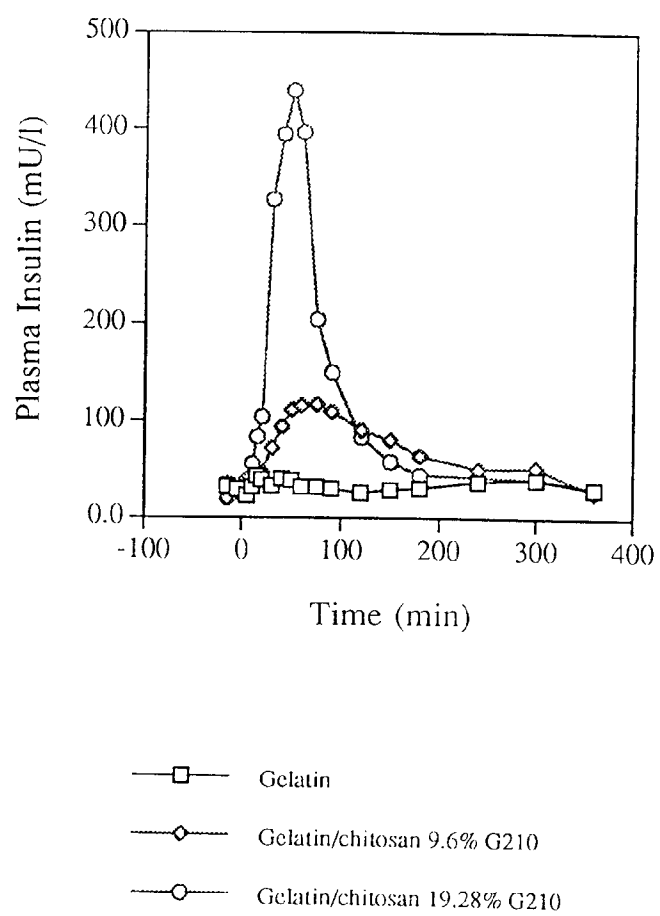 500
400
300
200
100
0.0
Plasma Insulin (mU/l)
-100 0 100 200 300 400
Time (min)
Gelatin
Gelatin/chitosan 9.6% G210
Gelatin/chitosan 19.28% G210